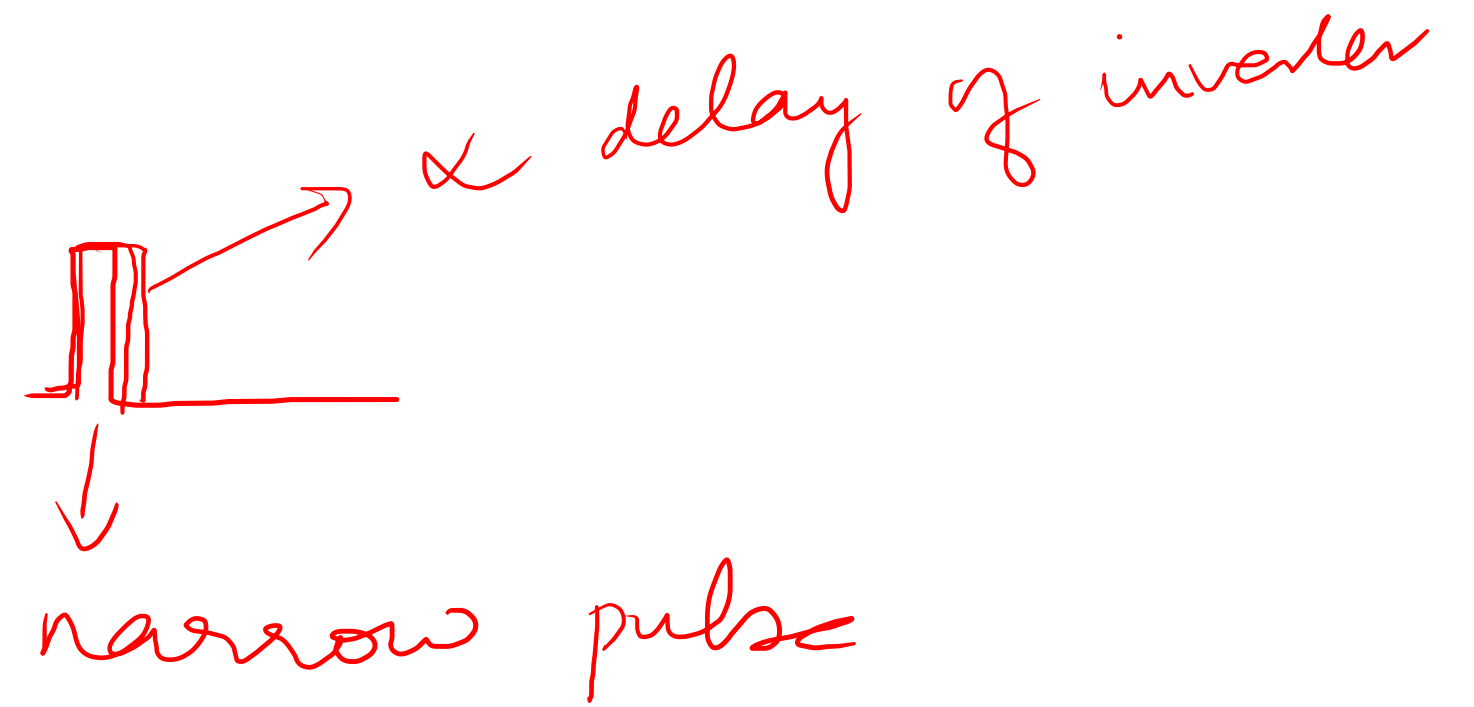 ∝ delay of inverter
narrow pulse